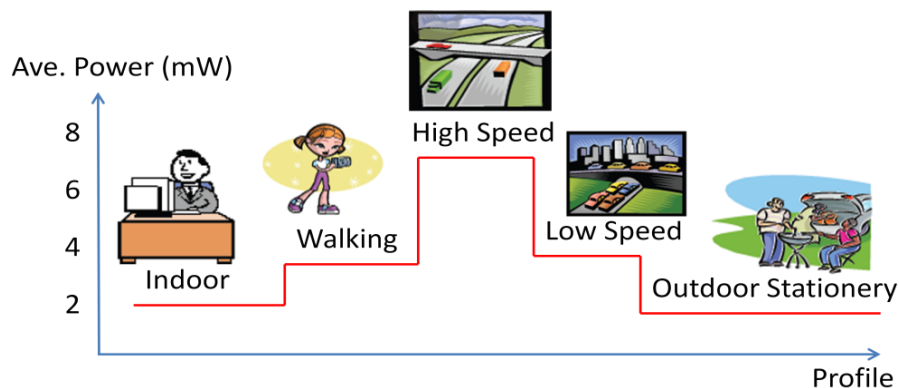 Ave. Power (mW)
8
6
4
2
Indoor
Walking
High Speed
Low Speed
Outdoor Stationery
Profile